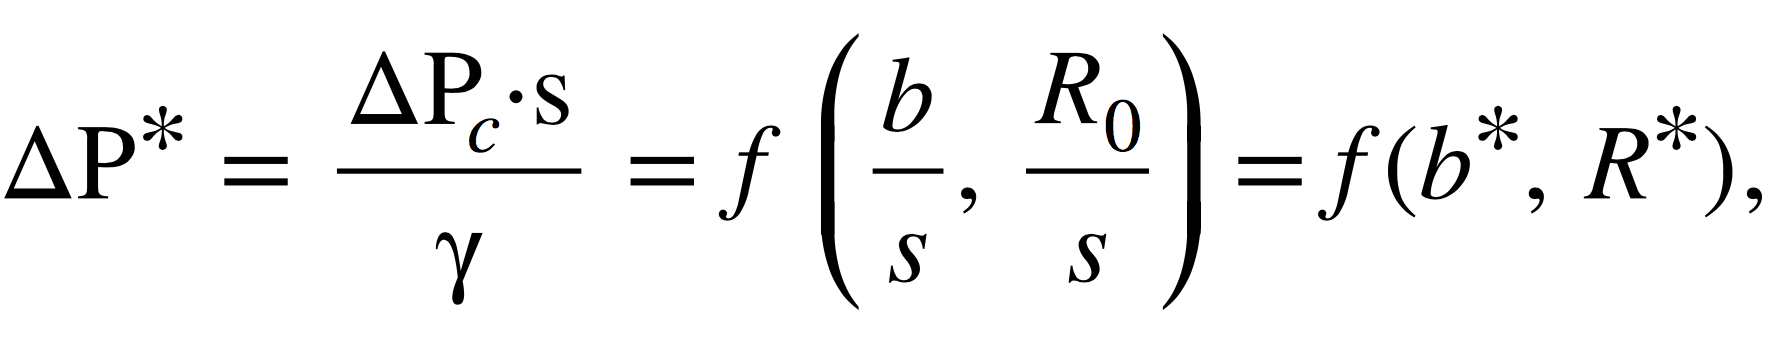 ΔP* = ΔP_c·s / γ = f (b/s, R_0/s) = f(b*, R*),